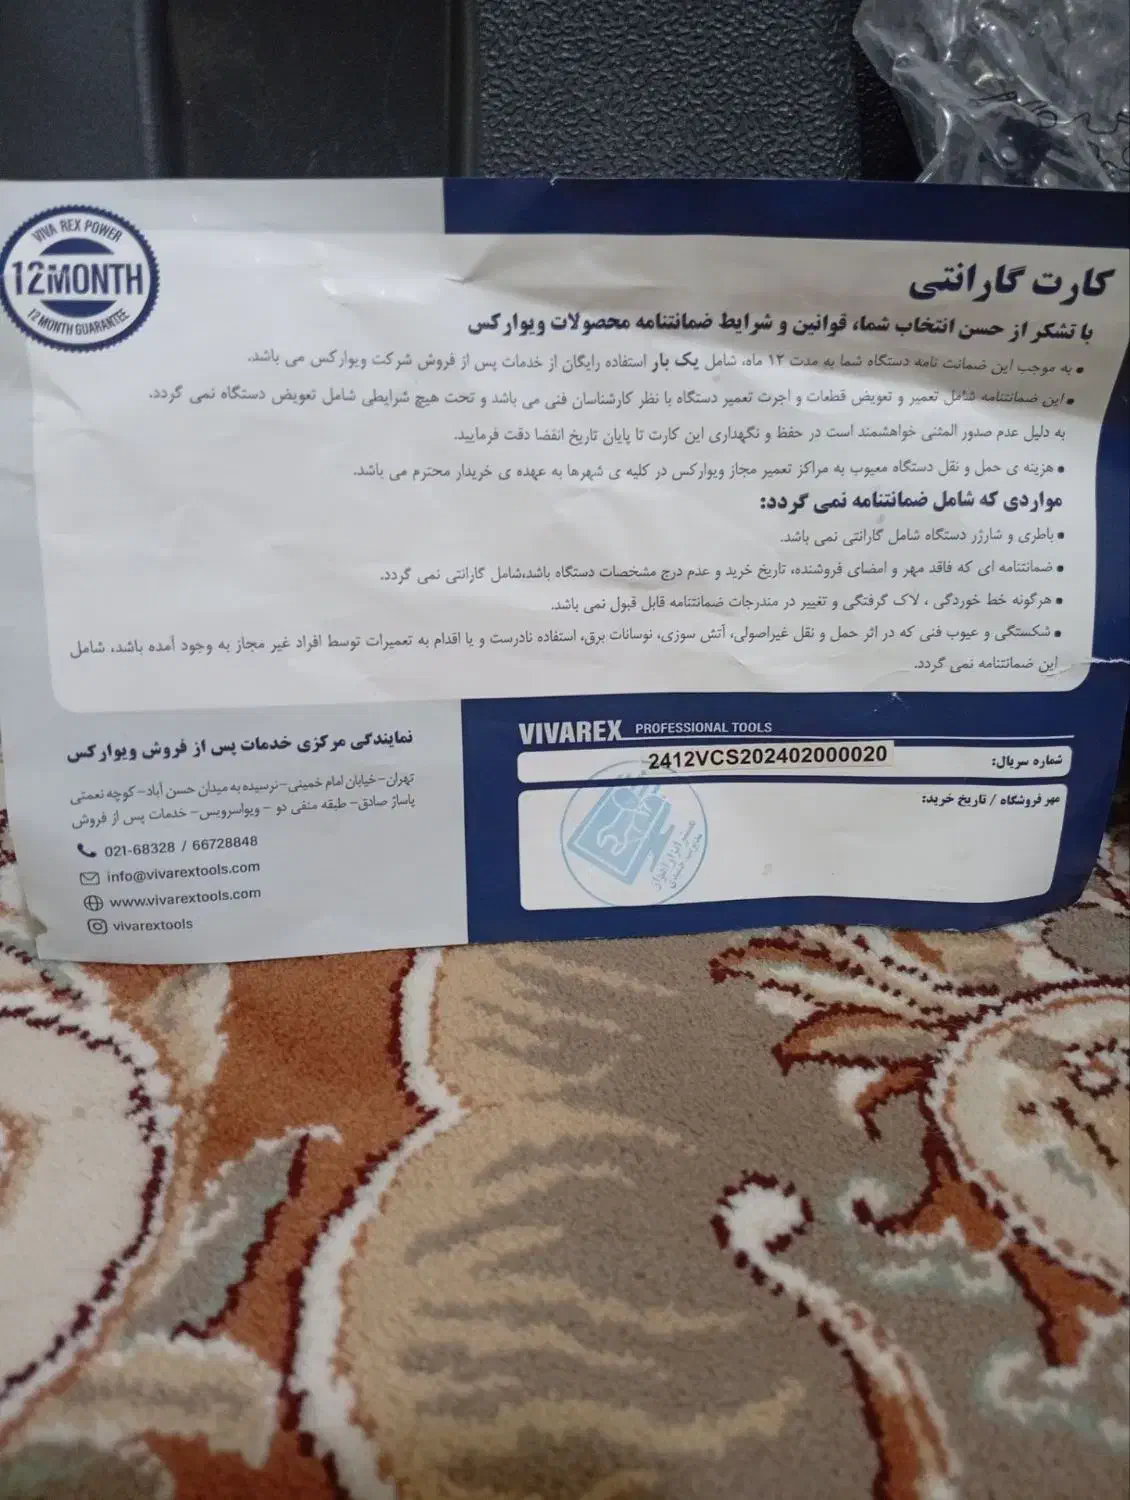 VIVA REX POWER
12MONTH
12 MONTH GUARANTEE
کارت گارانتی
با تشکر از حسن انتخاب شما، قوانین و شرایط ضمانتنامه محصولات ویوارکس
• به موجب این ضمانت نامه دستگاه شما به مدت ۱۲ ماه، شامل یک بار استفاده رایگان از خدمات پس از فروش شرکت ویوارکس می باشد.
• این ضمانتنامه شامل تعمیر و تعویض قطعات و اجرت تعمیر دستگاه با نظر کارشناسان فنی می باشد و تحت هیچ شرایطی شامل تعویض دستگاه نمی گردد.
به دلیل عدم صدور المثنی خواهشمند است در حفظ و نگهداری این کارت تا پایان تاریخ انقضا دقت فرمایید.
• هزینه ی حمل و نقل دستگاه معیوب به مراکز تعمیر مجاز ویوارکس در کلیه ی شهرها به عهده ی خریدار محترم می باشد.
مواردی که شامل ضمانتنامه نمی گردد:
• باطری و شارژر دستگاه شامل گارانتی نمی باشد.
• ضمانتنامه ای که فاقد مهر و امضای فروشنده، تاریخ خرید و عدم درج مشخصات دستگاه باشد،شامل گارانتی نمی گردد.
• هرگونه خط خوردگی ، لاک گرفتگی و تغییر در مندرجات ضمانتنامه قابل قبول نمی باشد.
• شکستگی و عیوب فنی که در اثر حمل و نقل غیراصولی، آتش سوزی، نوسانات برق، استفاده نادرست و یا اقدام به تعمیرات توسط افراد غیر مجاز به وجود آمده باشد، شامل
این ضمانتنامه نمی گردد.
VIVAREX PROFESSIONAL TOOLS
شماره سریال: 2412VCS202402000020
مهر فروشگاه / تاریخ خرید:
نمایندگی مرکزی خدمات پس از فروش ویوارکس
تهران-خیابان امام خمینی-نرسیده به میدان حسن آباد-کوچه نعمتی
پاساژ صادق- طبقه منفی دو - ویواسرویس- خدمات پس از فروش
021-68328 / 66728848
info@vivarextools.com
www.vivarextools.com
vivarextools